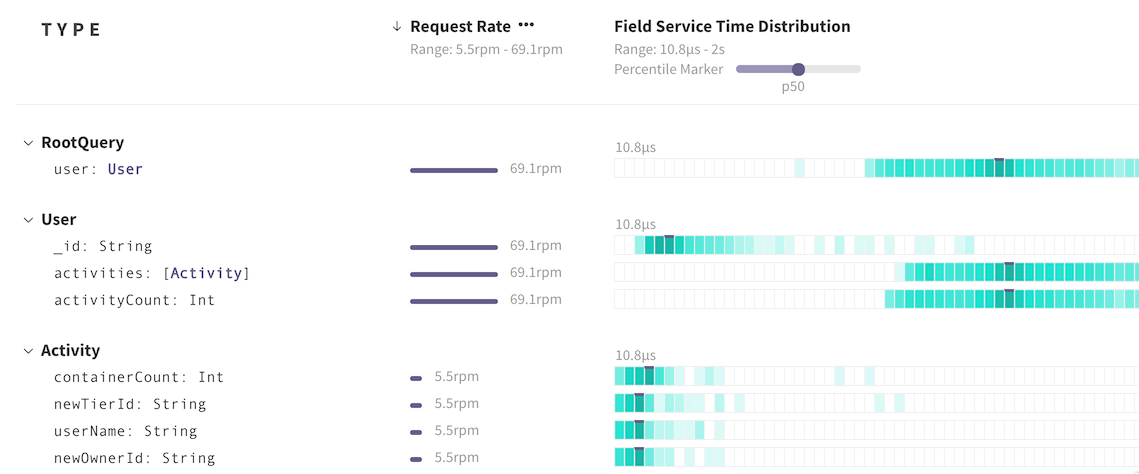 TYPE
↓ Request Rate •••
Range: 5.5rpm - 69.1rpm
Field Service Time Distribution
Range: 10.8µs - 2s
Percentile Marker
p50
RootQuery
10.8µs
user: User
69.1rpm
User
10.8µs
_id: String
69.1rpm
activities: [Activity]
69.1rpm
activityCount: Int
69.1rpm
Activity
10.8µs
containerCount: Int
5.5rpm
newTierId: String
5.5rpm
userName: String
5.5rpm
newOwnerId: String
5.5rpm